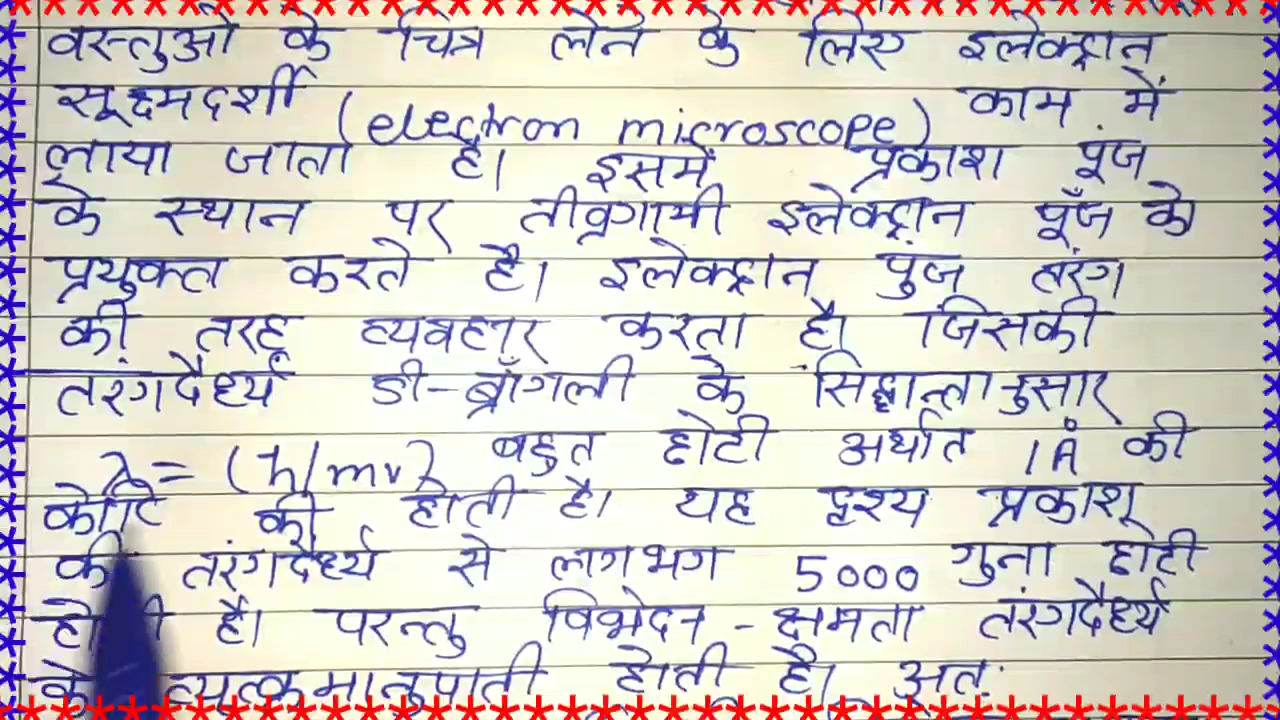 वस्तुओं के चित्र लेने के लिए इलेक्ट्रान
सूक्ष्मदर्शी (electron microscope) काम में
लाया जाता है। इसमें प्रकाश पुंज
के स्थान पर तीव्रगामी इलेक्ट्रान पूँज को
प्रयुक्त करते है। इलेक्ट्रान पुंज तरंग
की तरह व्यवहार करता है। जिसकी
तरंगदैर्ध्य डी-ब्रॉगली के सिद्धान्तानुसार
λ = (h/mv) बहुत छोटी अर्थात 1Å की
कोटि की होती है। यह दृश्य प्रकाश
की तरंगदैर्ध्य से लगभग 5000 गुना छोटी
है। परन्तु विभेदन-क्षमता तरंगदैर्ध्य
के व्युत्क्रमानुपाती होती है। अतः